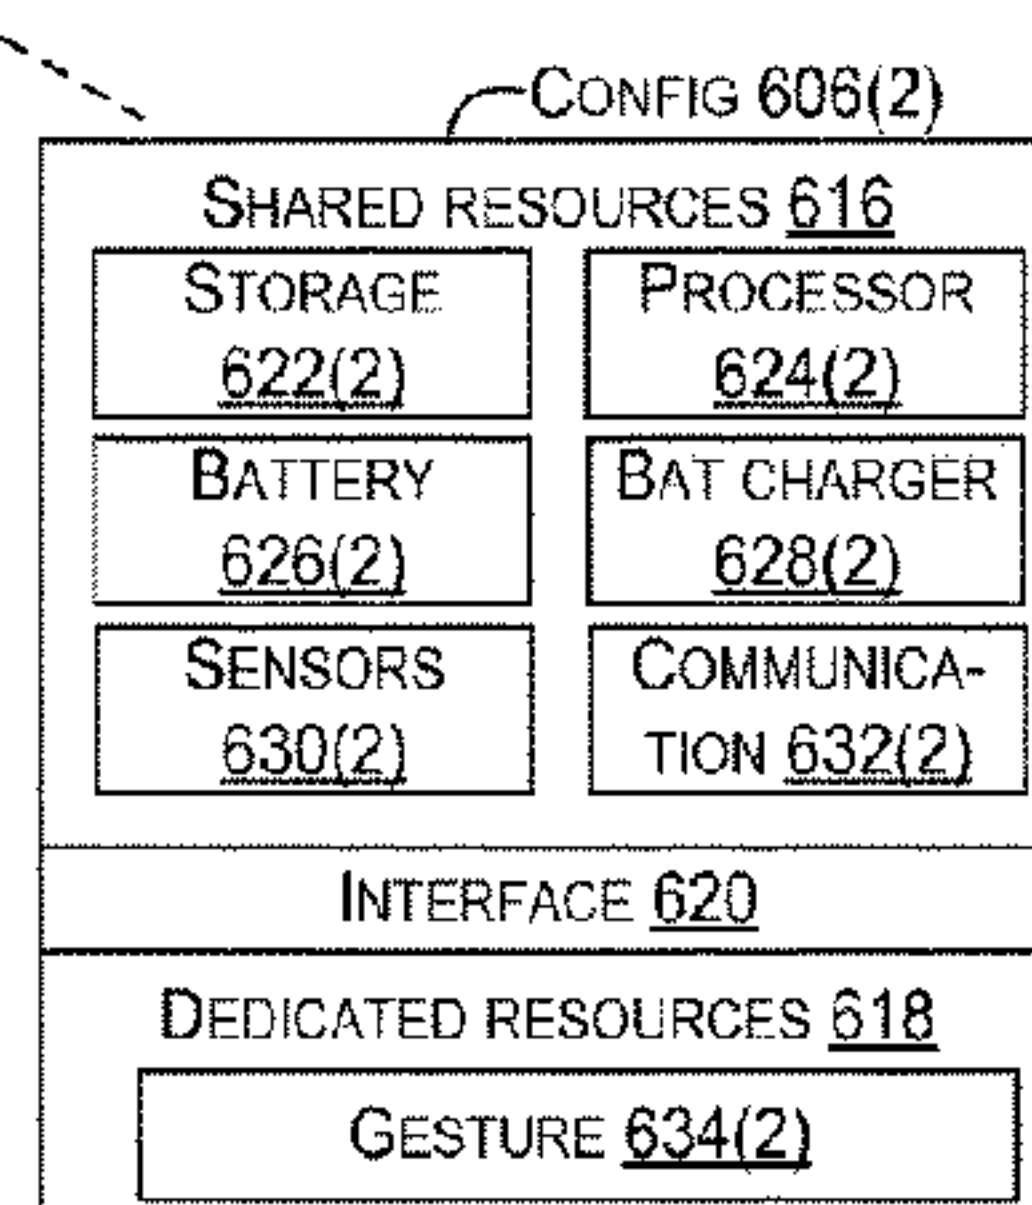 CONFIG 606(2)
SHARED RESOURCES 616
STORAGE
622(2)
PROCESSOR
624(2)
BATTERY
626(2)
BAT CHARGER
628(2)
SENSORS
630(2)
COMMUNICA-
TION 632(2)
INTERFACE 620
DEDICATED RESOURCES 618
GESTURE 634(2)